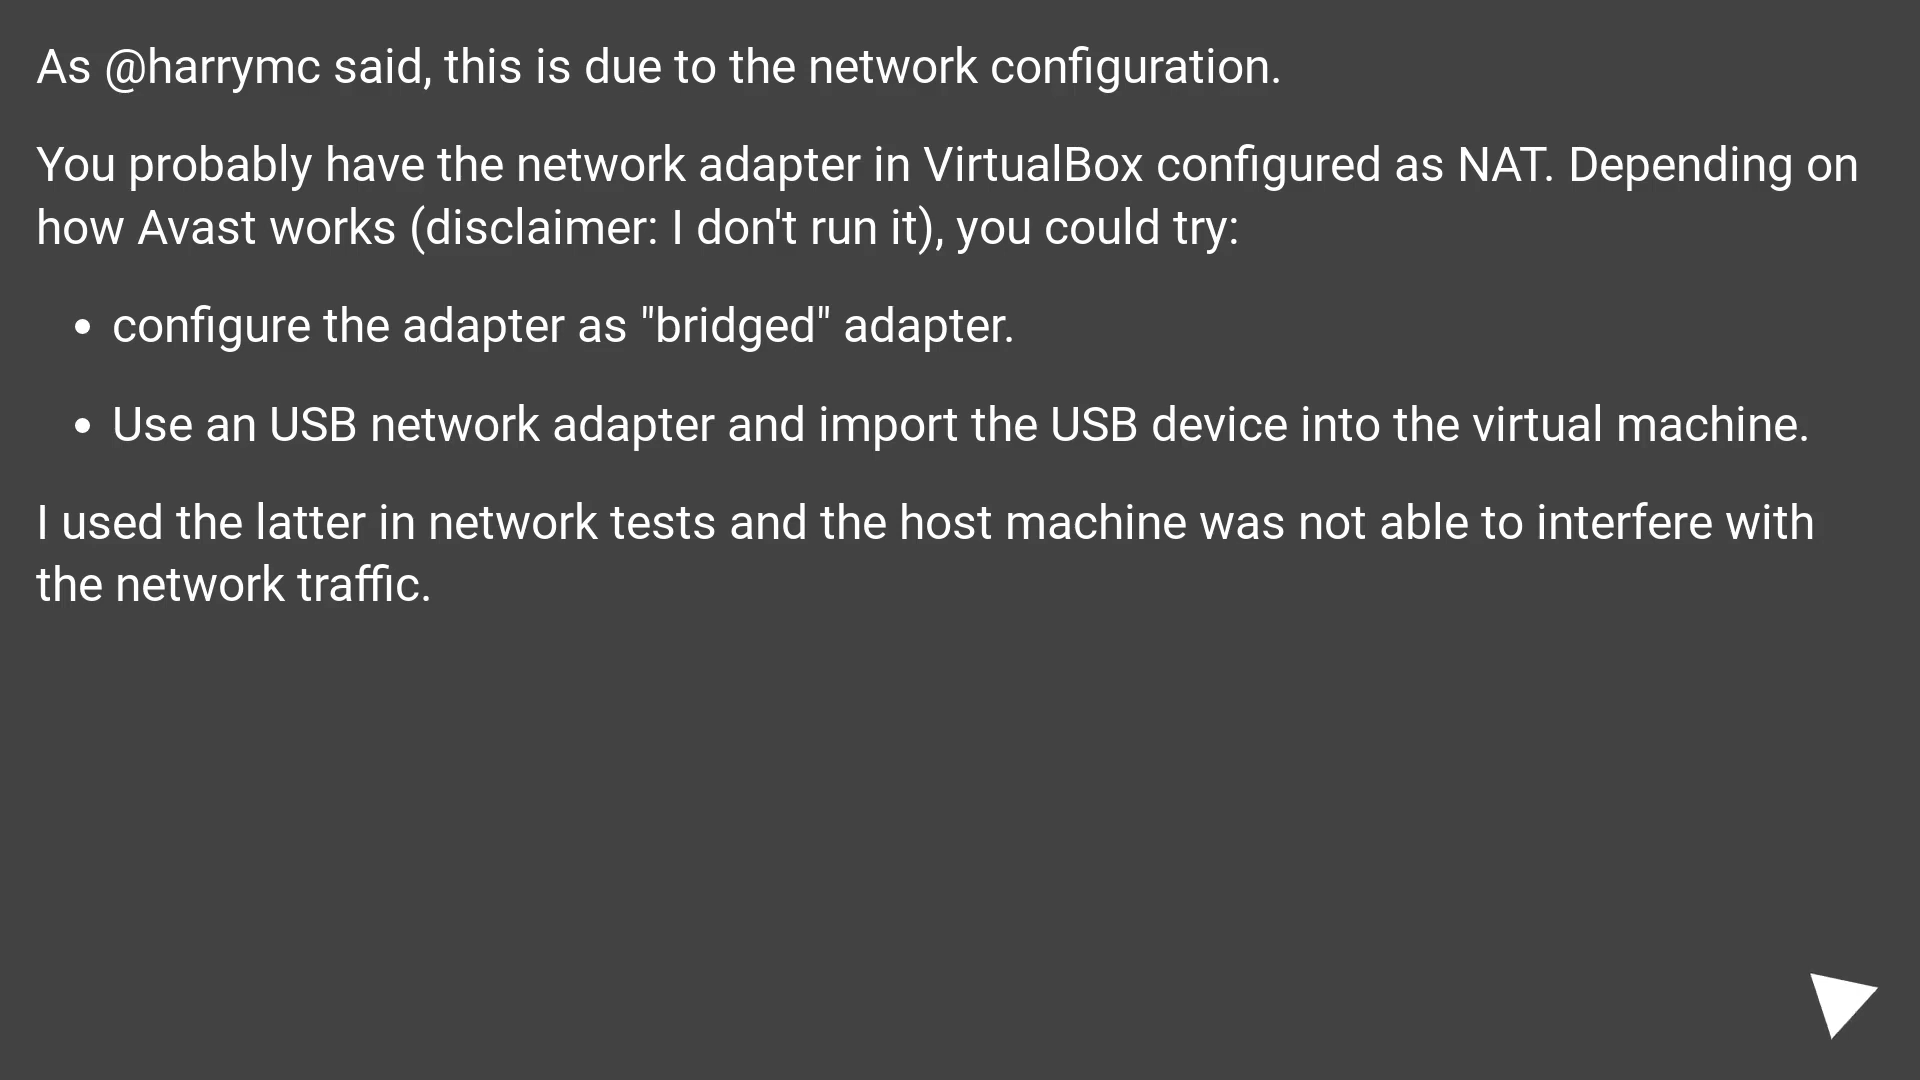 As @harrymc said, this is due to the network configuration.
You probably have the network adapter in VirtualBox configured as NAT. Depending on
how Avast works (disclaimer: I don't run it), you could try:
• configure the adapter as "bridged" adapter.
• Use an USB network adapter and import the USB device into the virtual machine.
I used the latter in network tests and the host machine was not able to interfere with
the network traffic.